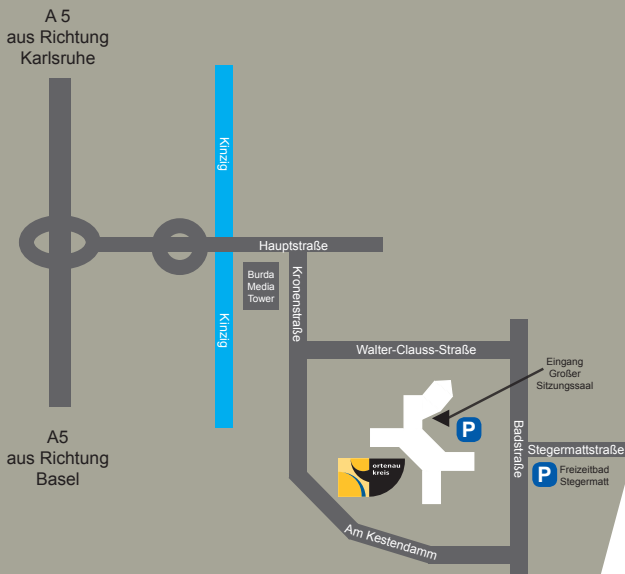 A 5
aus Richtung
Karlsruhe
Kinzig
Hauptstraße
Burda
Media
Tower
Kronenstraße
Kinzig
Walter-Clauss-Straße
Eingang
Großer
Sitzungssaal
A5
aus Richtung
Basel
P
Badstraße
Stegermattstraße
ortenau
kreis
P
Freizeitbad
Stegermatt
Am Kestendamm